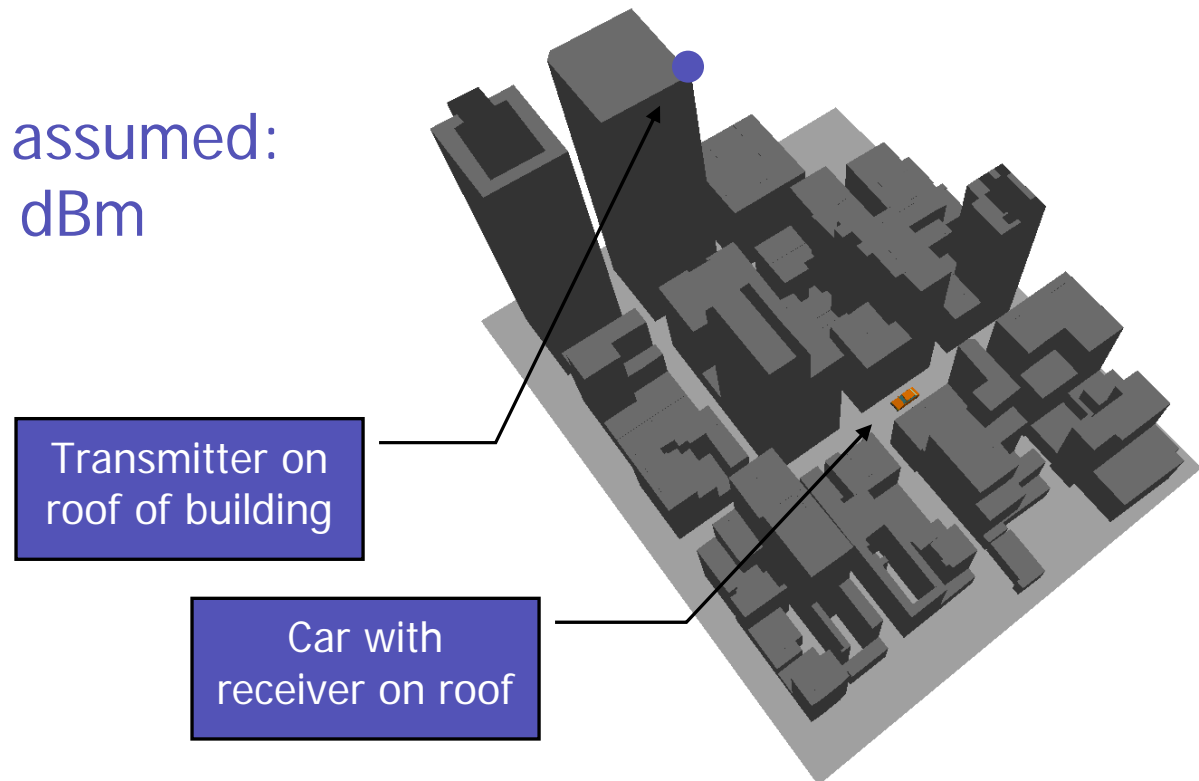 assumed:
dBm
Transmitter on
roof of building
Car with
receiver on roof